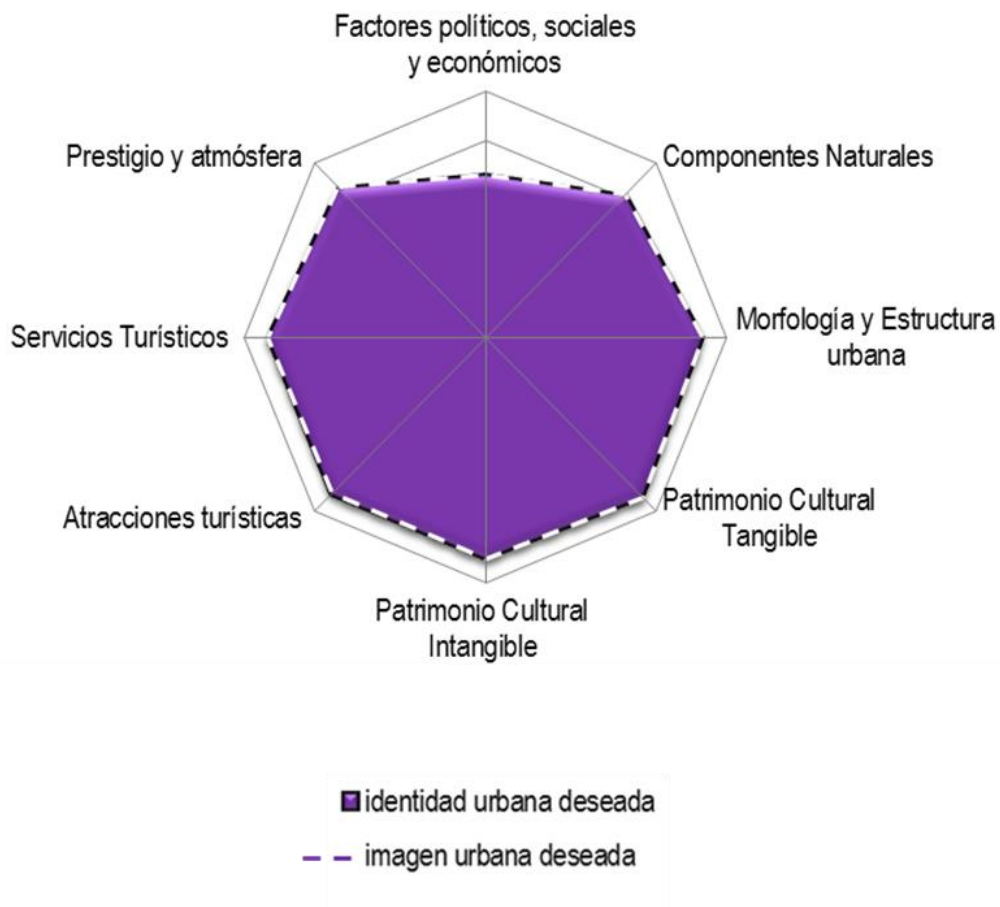 Factores políticos, sociales
y económicos
Prestigio y atmósfera
Componentes Naturales
Servicios Turísticos
Morfología y Estructura
urbana
Atracciones turísticas
Patrimonio Cultural
Tangible
Patrimonio Cultural
Intangible
identidad urbana deseada
imagen urbana deseada